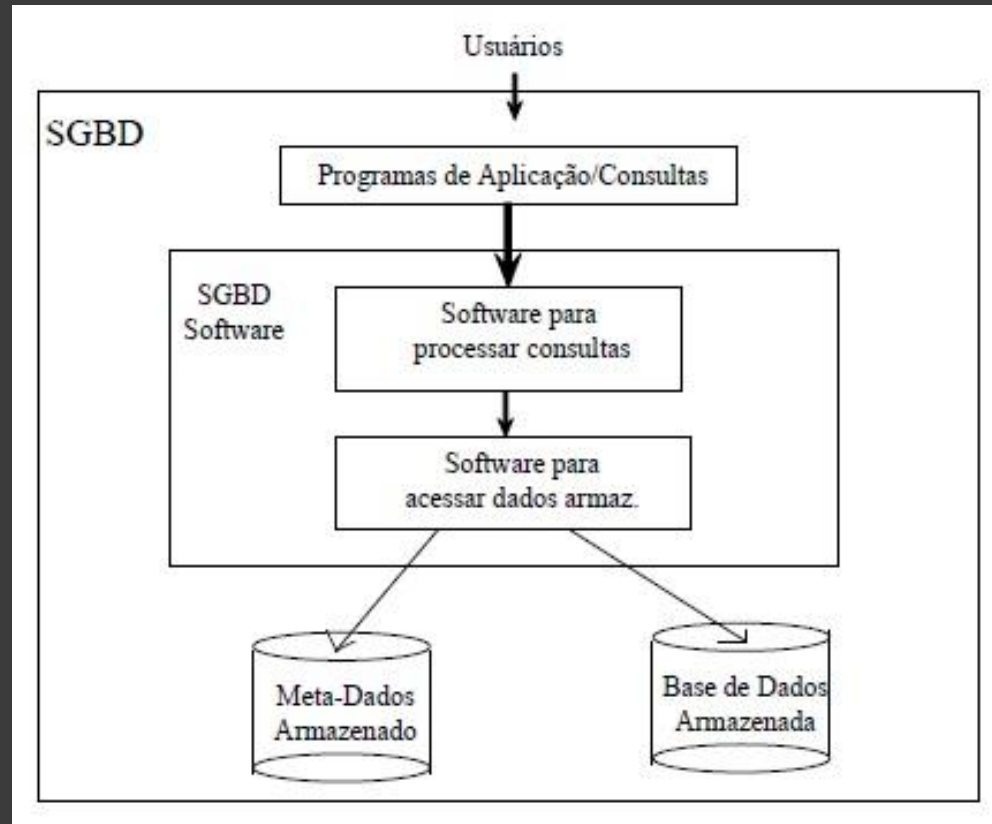 Usuários
SGBD
Programas de Aplicação/Consultas
SGBD
Software
Software para
processar consultas
Software para
acessar dados armaz.
Meta-Dados
Armazenado
Base de Dados
Armazenada